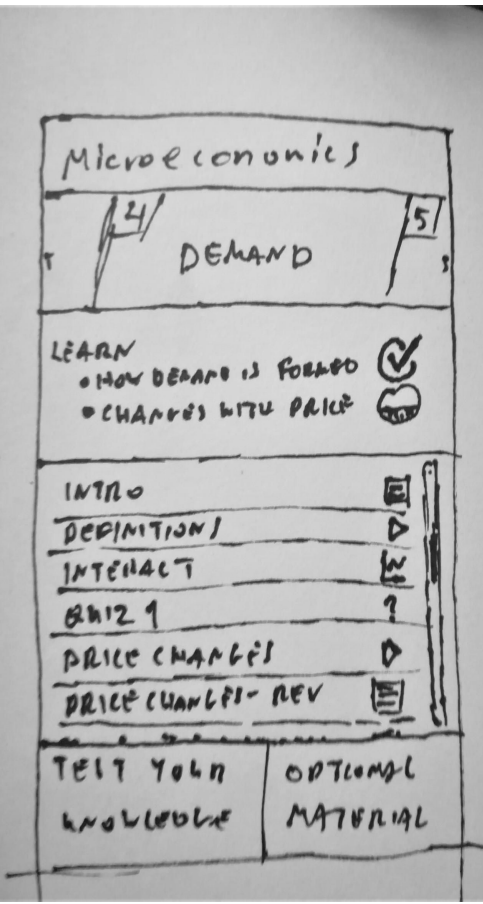 Microeconomics
4
5
DEMAND
LEARN
• HOW DEMAND IS FORMED
• CHANGES WITH PRICE
INTRO
DEFINITIONS
INTERACT
QUIZ 1
?
PRICE CHANGES
PRICE CHANGES - REV
TEST YOUR
KNOWLEDGE
OPTIONAL
MATERIAL